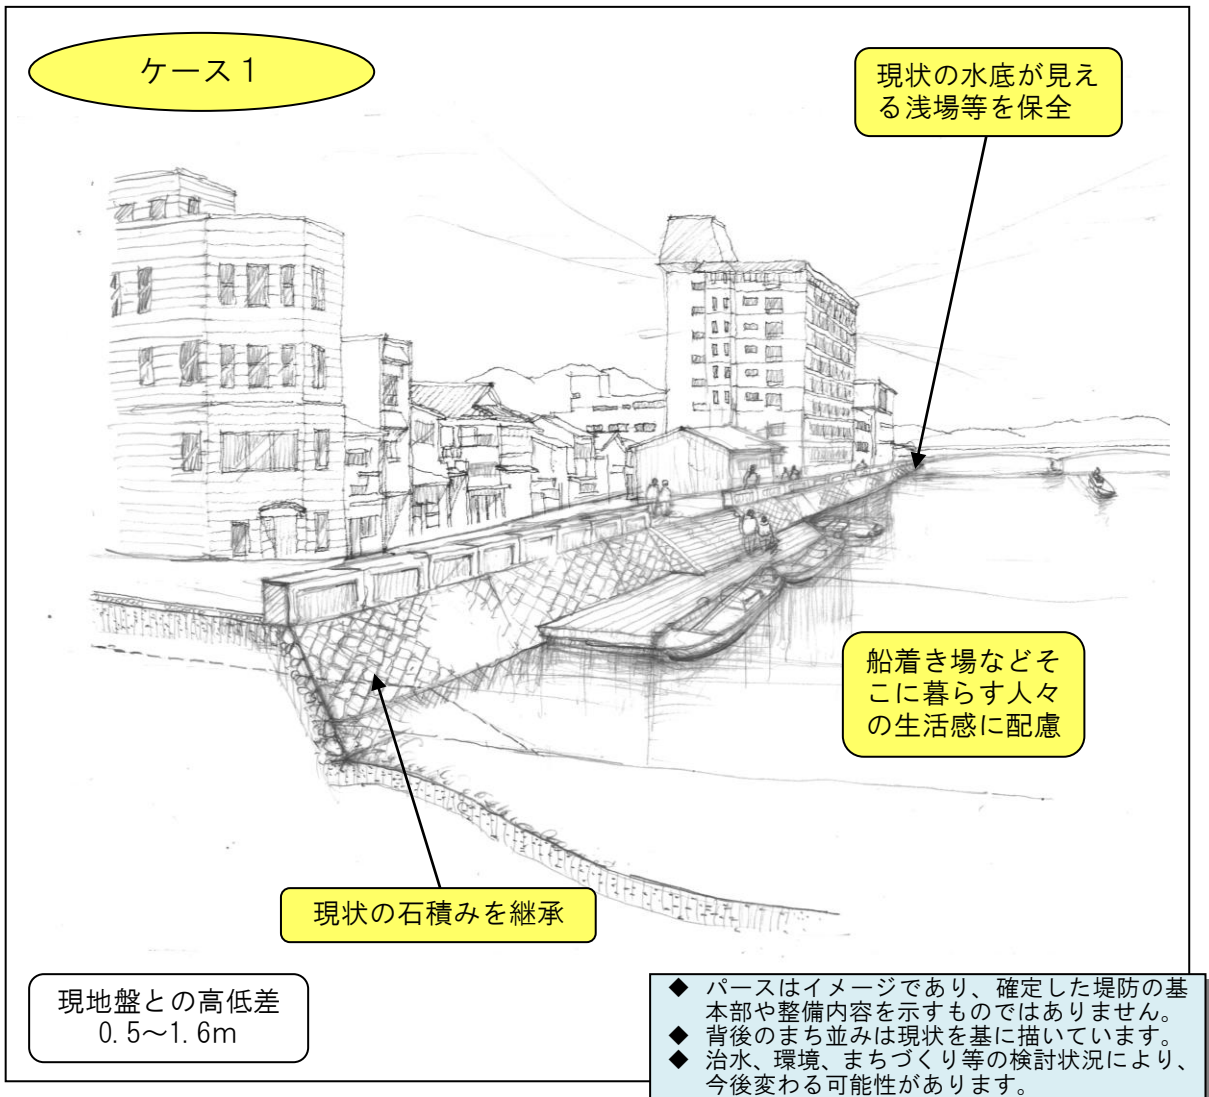 ケース1
現状の水底が見え
る浅場等を保全
船着き場などそ
こに暮らす人々
の生活感に配慮
現状の石積みを継承
現地盤との高低差
0.5～1.6m
◆ パースはイメージであり、確定した堤防の基
本部や整備内容を示すものではありません。
◆ 背後のまち並みは現状を基に描いています。
◆ 治水、環境、まちづくり等の検討状況により、
今後変わる可能性があります。